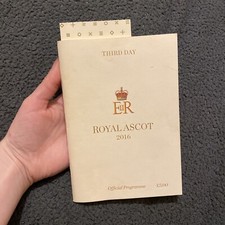 THIRD DAY
EIIR
ROYAL ASCOT
2016
Official Programme